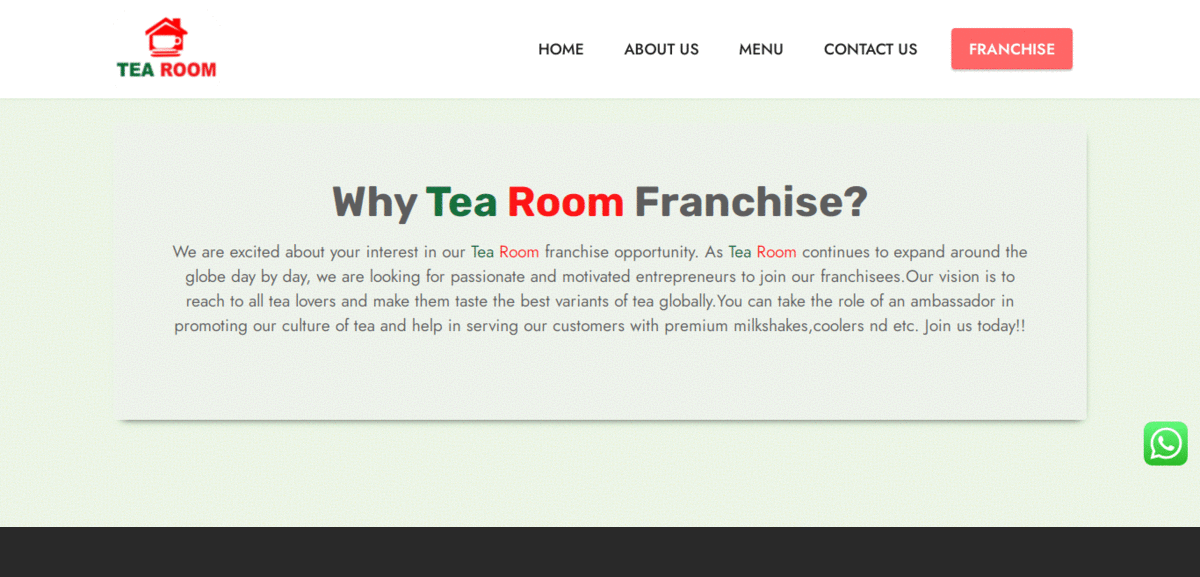 TEA ROOM
HOME
ABOUT US
MENU
CONTACT US
FRANCHISE
Why Tea Room Franchise?
We are excited about your interest in our Tea Room franchise opportunity. As Tea Room continues to expand around the
globe day by day, we are looking for passionate and motivated entrepreneurs to join our franchisees.Our vision is to
reach to all tea lovers and make them taste the best variants of tea globally.You can take the role of an ambassador in
promoting our culture of tea and help in serving our customers with premium milkshakes,coolers nd etc. Join us today!!